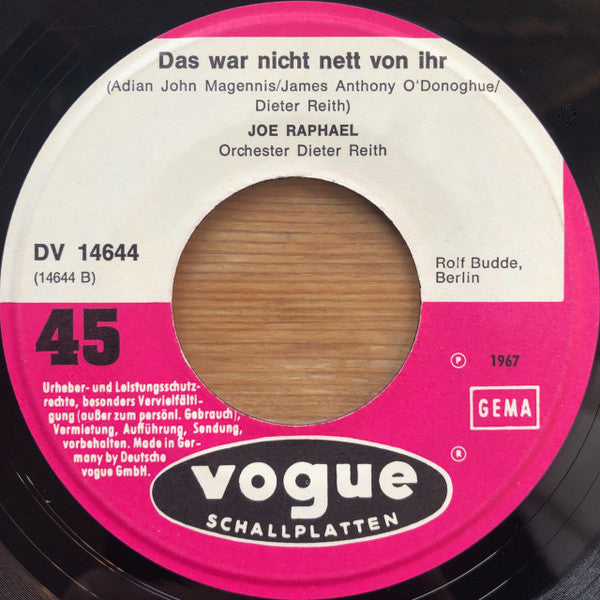 Das war nicht nett von ihr
(Adian John Magennis/James Anthony O'Donoghue/
Dieter Reith)
JOE RAPHAEL
Orchester Dieter Reith
DV 14644
(14644 B)
Rolf Budde,
Berlin
45
℗ 1967
Urheber- und Leistungsschutz-
rechte, besonders Vervielfälti-
gung (außer zum persönl. Gebrauch),
Vermietung, Aufführung, Sendung,
vorbehalten. Made in Ger-
many by Deutsche
vogue GmbH.
GEMA
®
vogue
SCHALLPLATTEN